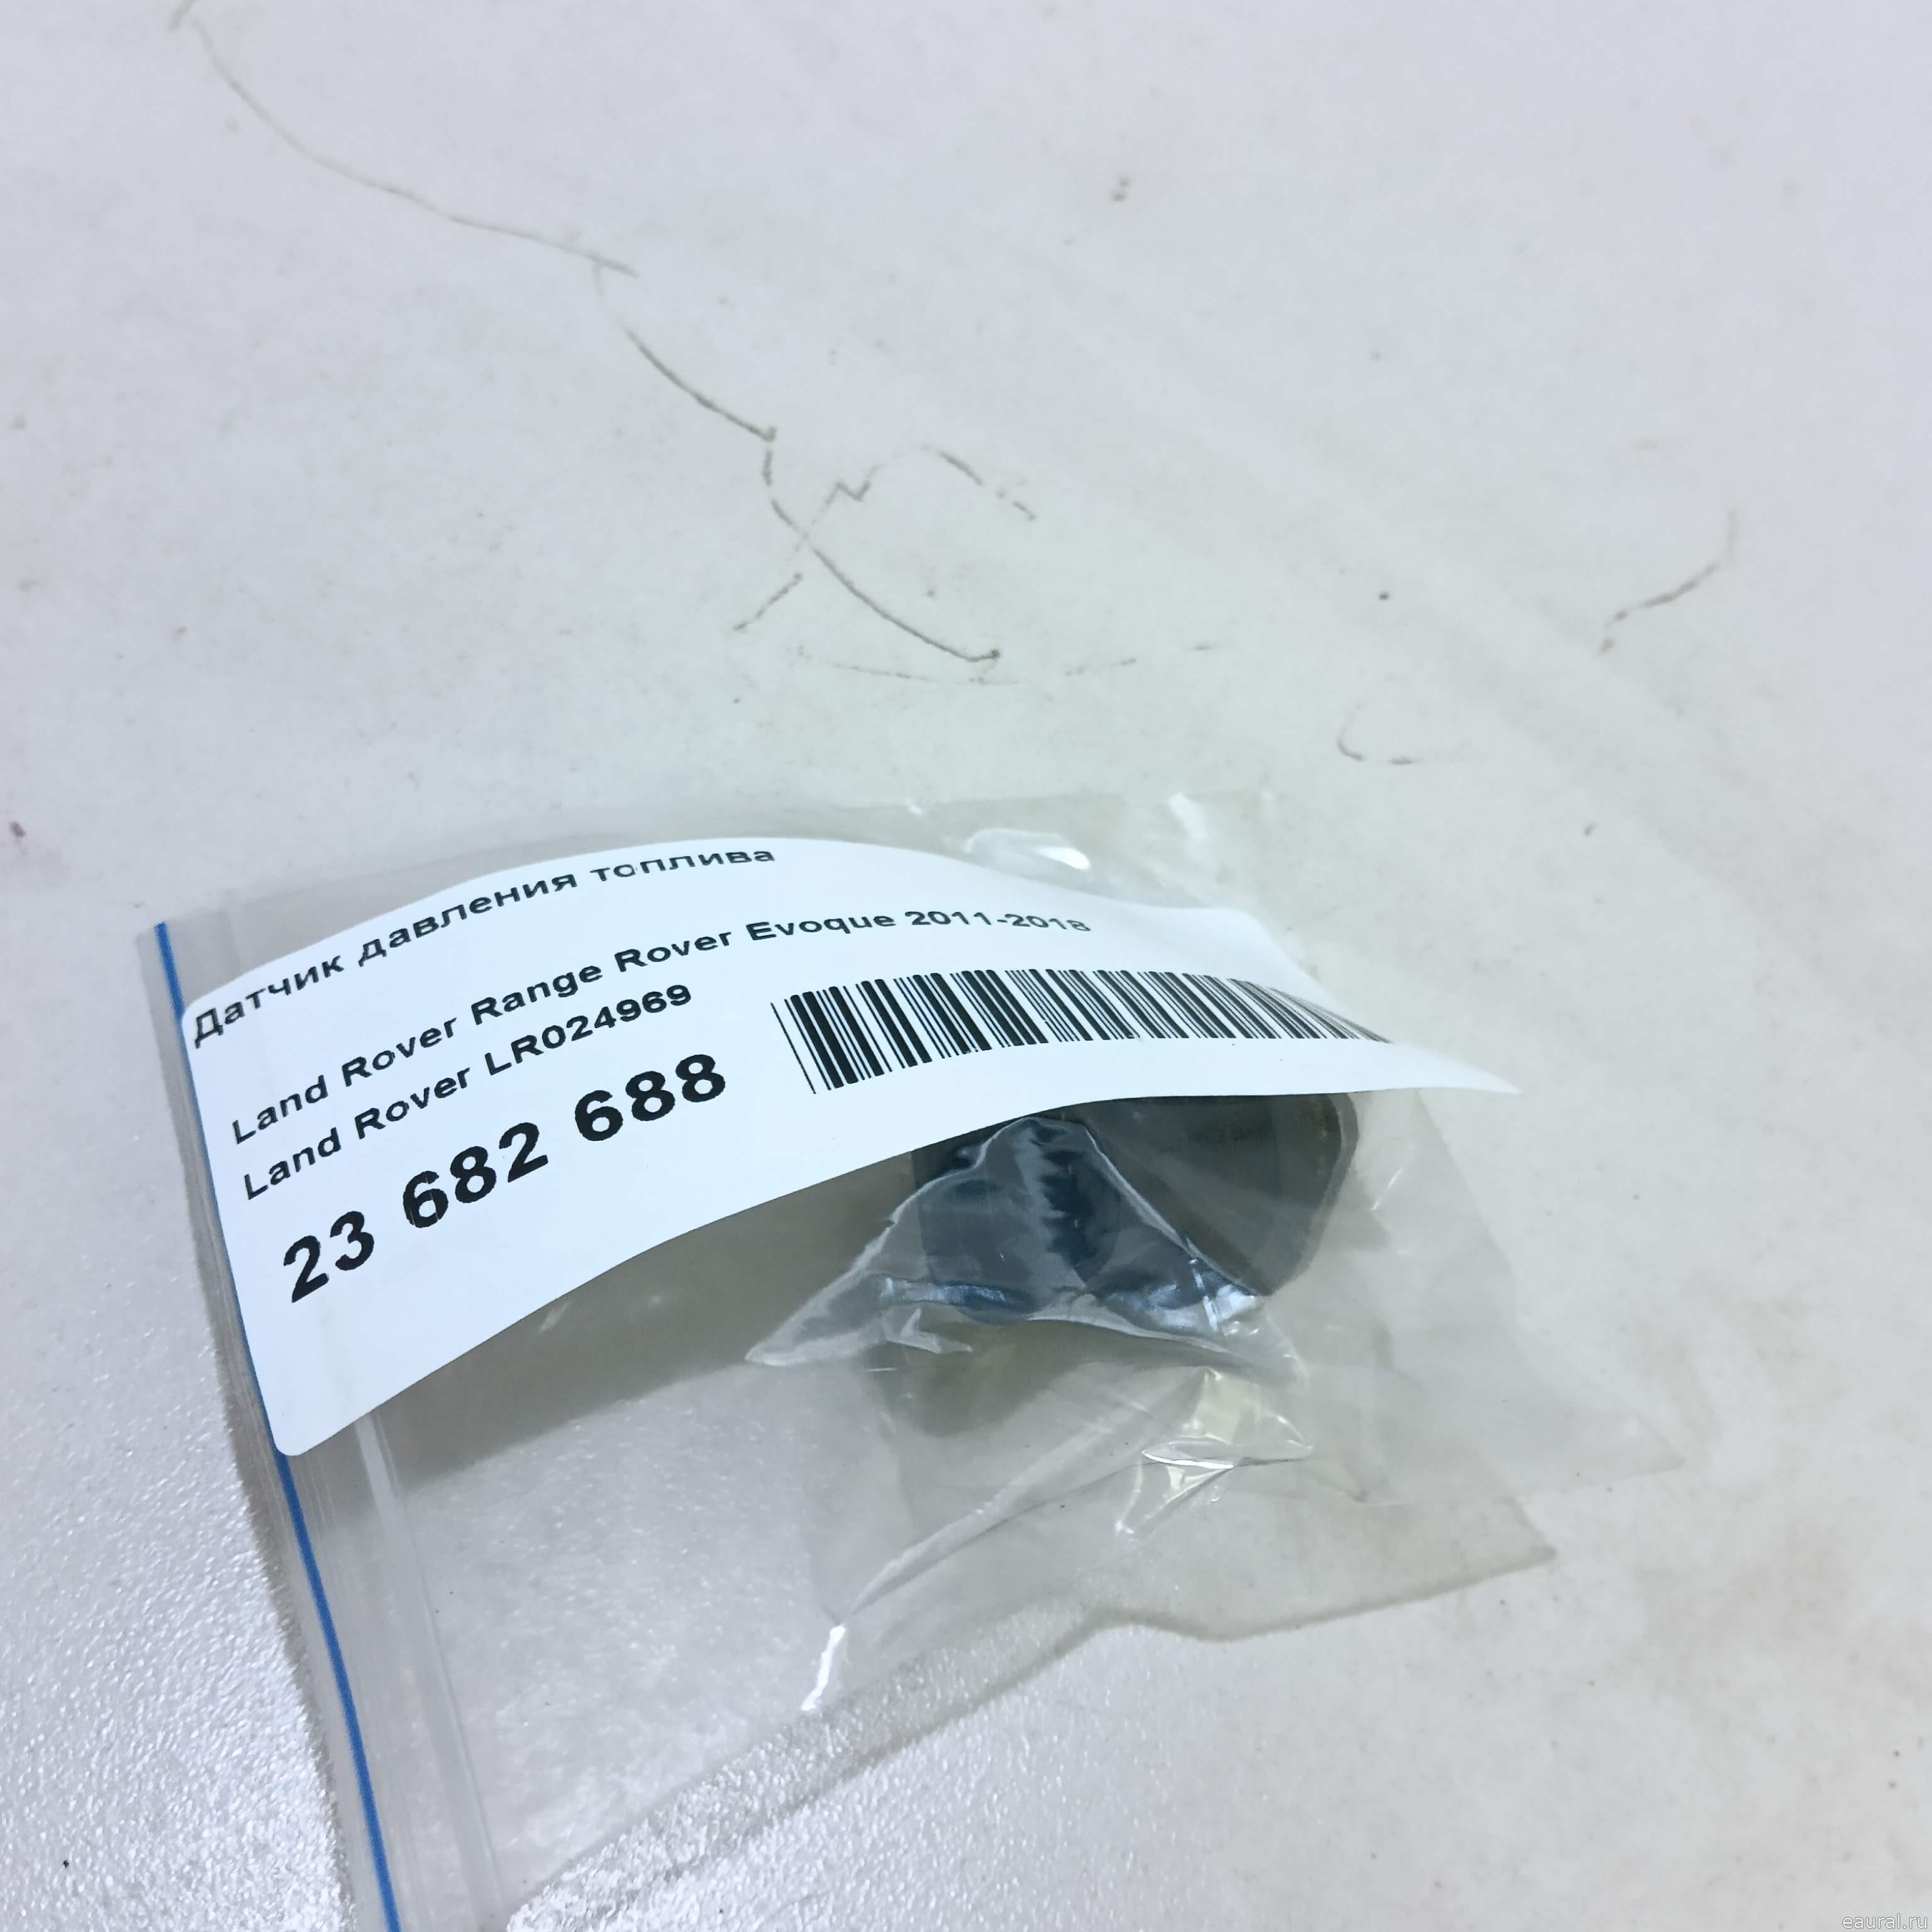 Датчик давления топлива
Land Rover Range Rover Evoque 2011-2018
Land Rover LR024969
23 682 688
eaural.ru